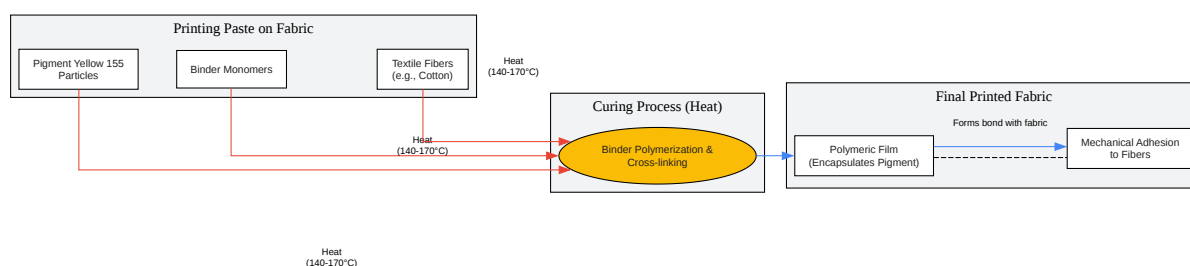 Printing Paste on Fabric
Pigment Yellow 155
Particles
Binder Monomers
Textile Fibers
(e.g., Cotton)
Heat
(140-170°C)
Curing Process (Heat)
Heat
(140-170°C)
Binder Polymerization &
Cross-linking
Final Printed Fabric
Forms bond with fabric
Polymeric Film
(Encapsulates Pigment)
Mechanical Adhesion
to Fibers
Heat
(140-170°C)